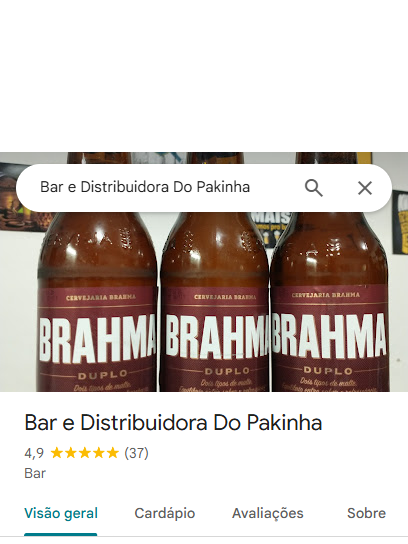 Bar e Distribuidora Do Pakinha
MAIS
CERVEJARIA BRAHMA
CERVEJARIA BRAHMA
CERVEJARIA BRAHMA
BRAHMA
BRAHMA
BRAHMA
DUPLO
DUPLO
DUPLO
Dois tipos de malte.
Dois tipos de malte.
Dois tipos de malte.
Bar e Distribuidora Do Pakinha
4,9 ★★★★★ (37)
Bar
Visão geral Cardápio Avaliações Sobre